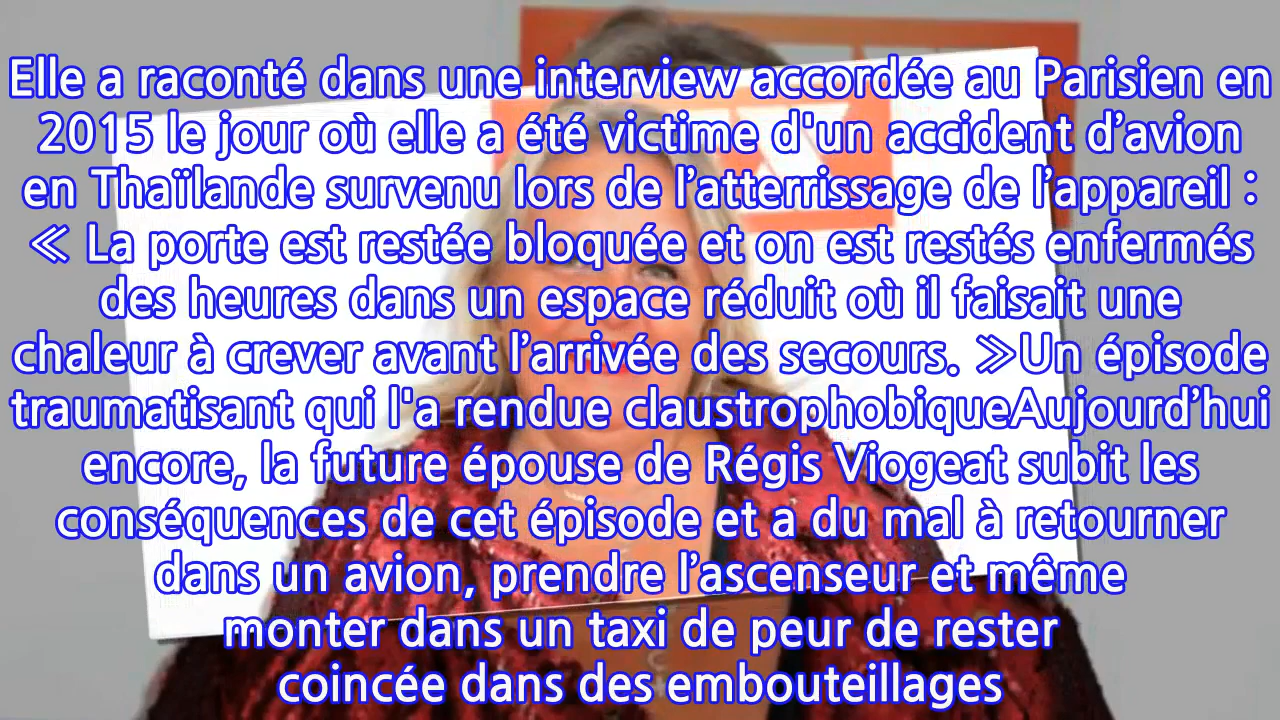 Elle a raconté dans une interview accordée au Parisien en
2015 le jour où elle a été victime d'un accident d’avion
en Thaïlande survenu lors de l’atterrissage de l’appareil :
≪ La porte est restée bloquée et on est restés enfermés
des heures dans un espace réduit où il faisait une
chaleur à crever avant l’arrivée des secours. ≫Un épisode
traumatisant qui l'a rendue claustrophobiqueAujourd’hui
encore, la future épouse de Régis Viogeat subit les
conséquences de cet épisode et a du mal à retourner
dans un avion, prendre l’ascenseur et même
monter dans un taxi de peur de rester
coincée dans des embouteillages